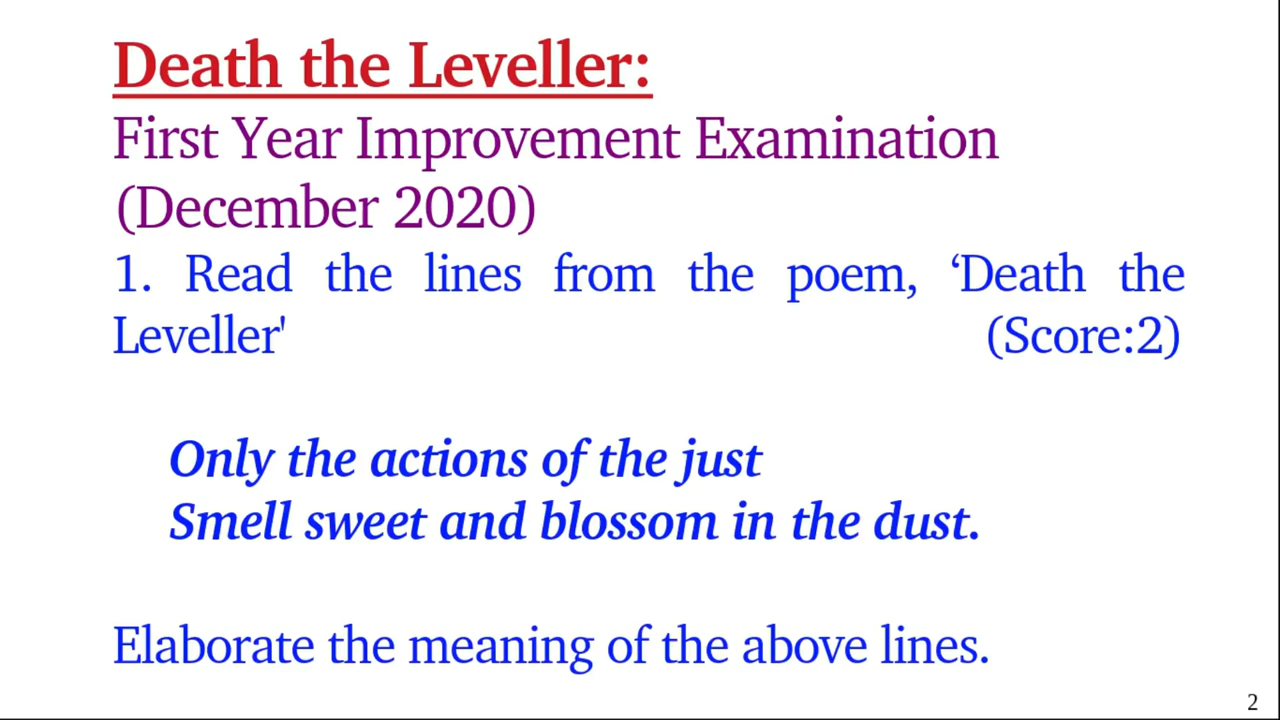 Death the Leveller:
First Year Improvement Examination
(December 2020)
1. Read the lines from the poem, ‘Death the
Leveller' (Score:2)
Only the actions of the just
Smell sweet and blossom in the dust.
Elaborate the meaning of the above lines.
2